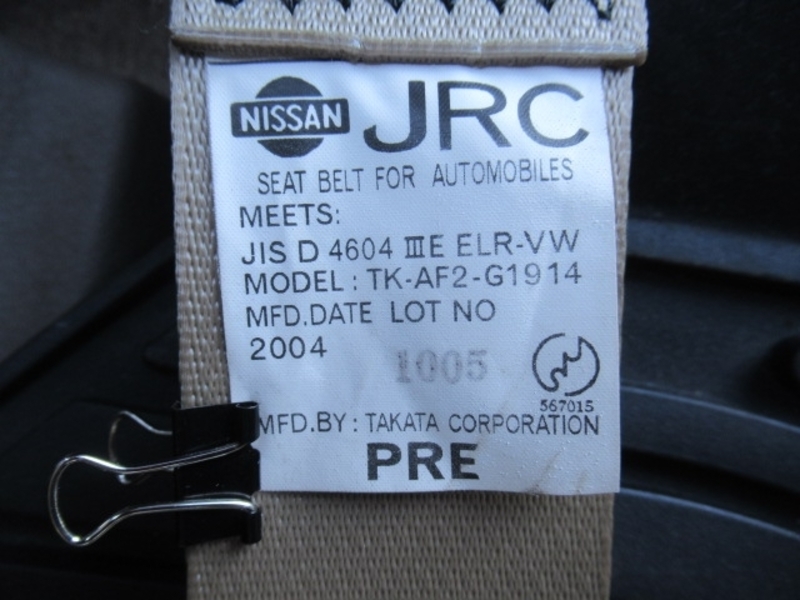 NISSAN JRC
SEAT BELT FOR AUTOMOBILES
MEETS:
JIS D 4604 ⅢE ELR-VW
MODEL : TK-AF2-G1914
MFD.DATE LOT NO
2004 1005
567015
MFD.BY : TAKATA CORPORATION
PRE